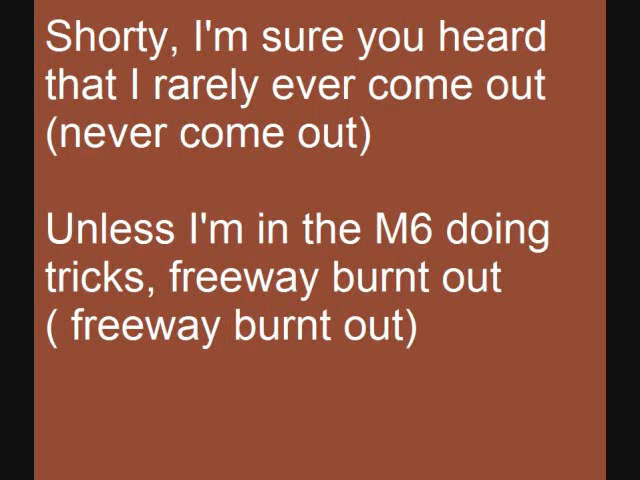 Shorty, I'm sure you heard
that I rarely ever come out
(never come out)
Unless I'm in the M6 doing
tricks, freeway burnt out
( freeway burnt out)